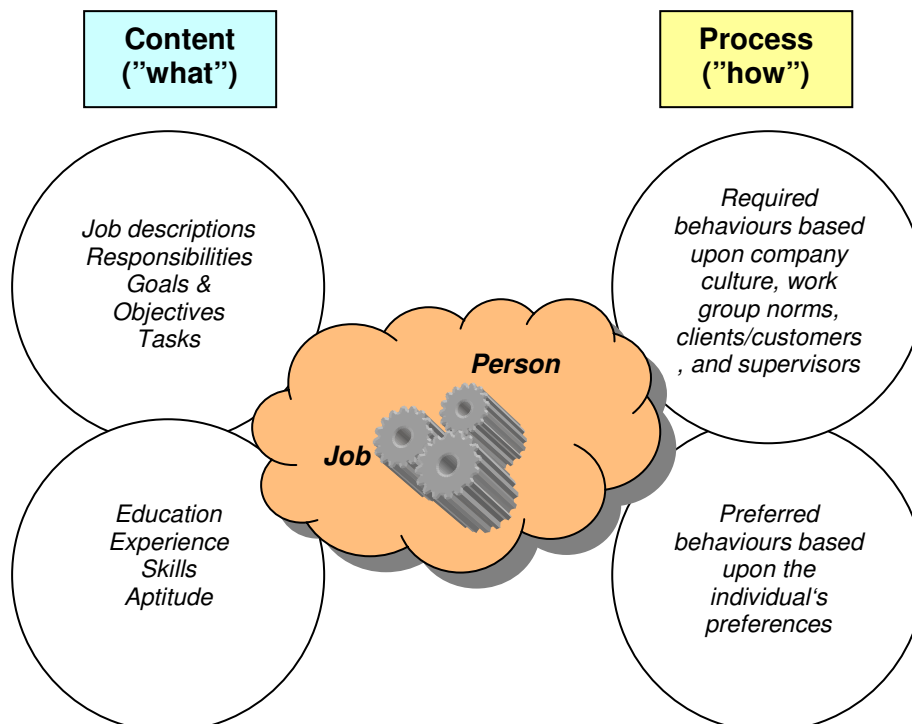 Content
(”what”)
Process
(”how”)
Job descriptions
Responsibilities
Goals &
Objectives
Tasks
Required
behaviours based
upon company
culture, work
group norms,
clients/customers
, and supervisors
Person
Job
Education
Experience
Skills
Aptitude
Preferred
behaviours based
upon the
individual‘s
preferences